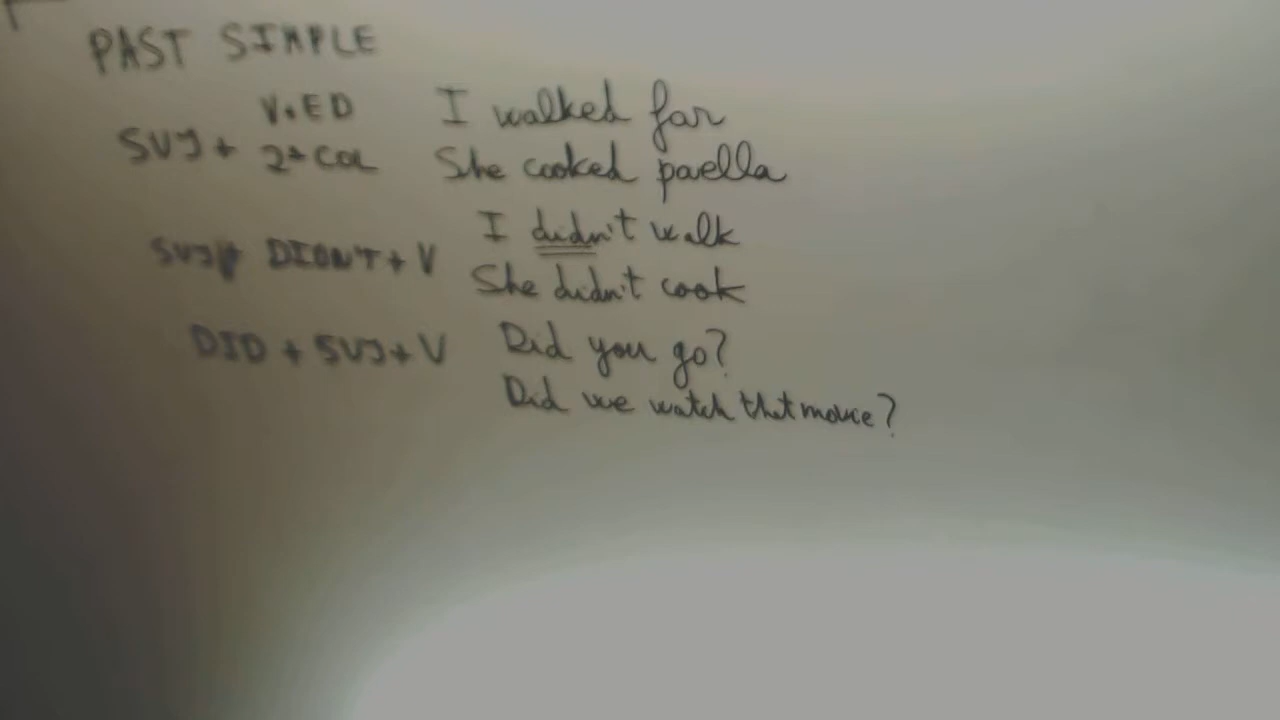 PAST SIMPLE
V.ED I walked far
SUJ + 2ª COL She cooked paella
I didn't walk
SUJ+ DIDN'T + V
She didn't cook
DID + SUJ + V Did you go?
Did we watch that movie?